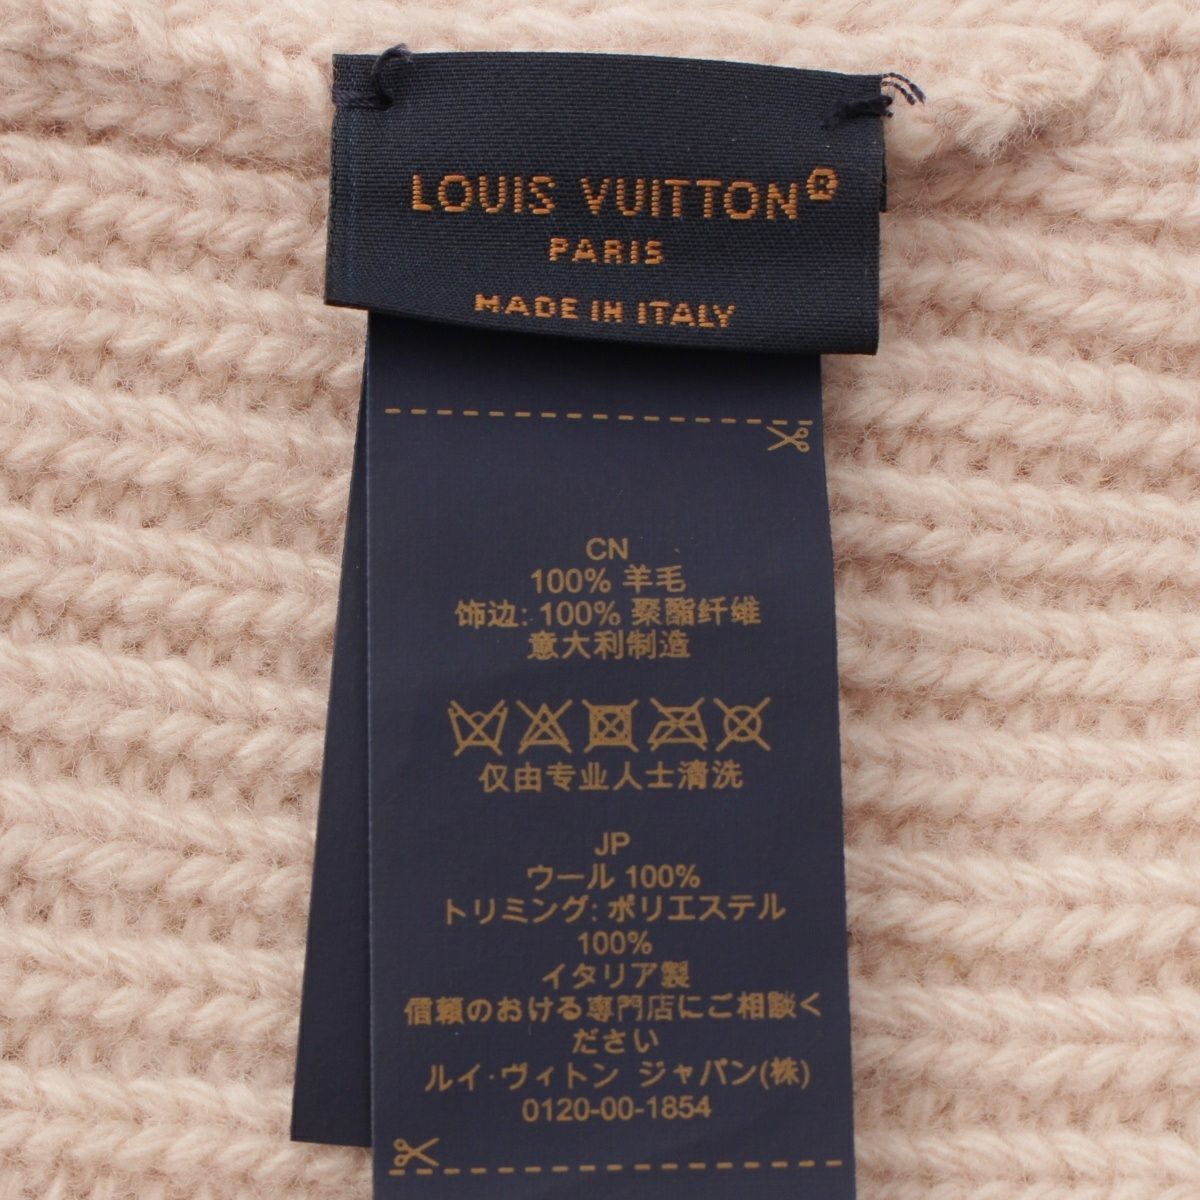 LOUIS VUITTON®
PARIS
MADE IN ITALY
CN
100% 羊毛
饰边: 100% 聚酯纤维
意大利制造
仅由专业人士清洗
JP
ウール 100%
トリミング: ポリエステル
100%
イタリア製
信頼のおける専門店にご相談く
ださい
ルイ·ヴィトン ジャパン(株)
0120-00-1854